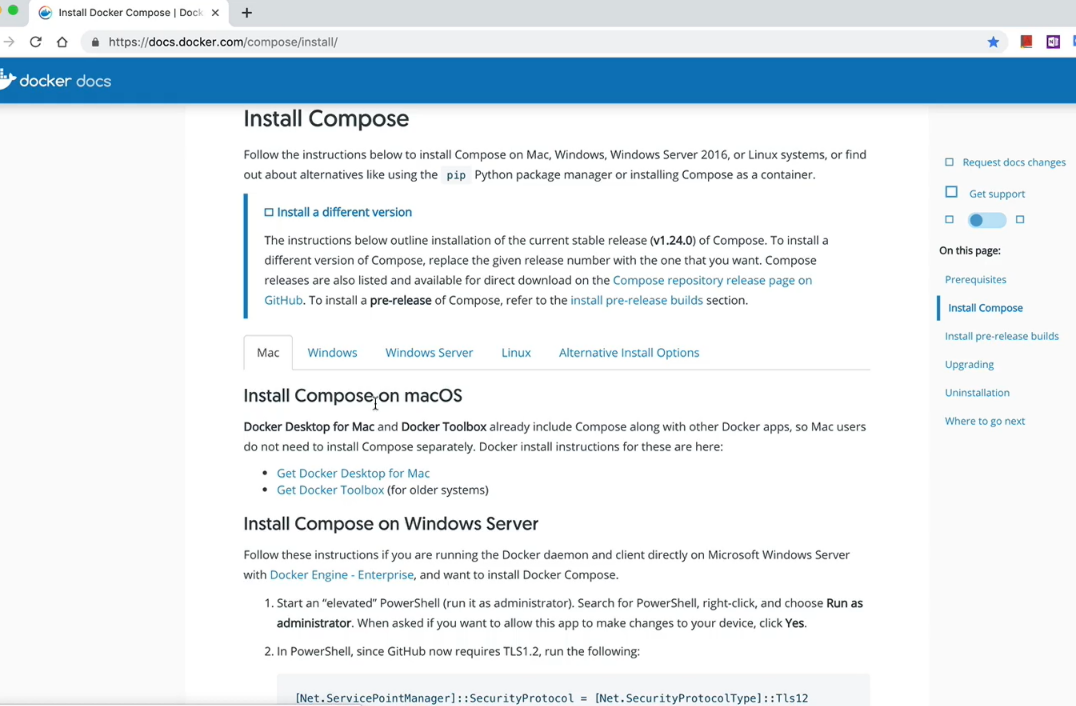 Install Docker Compose | Dock
https://docs.docker.com/compose/install/
docker docs
Install Compose
Follow the instructions below to install Compose on Mac, Windows, Windows Server 2016, or Linux systems, or find
out about alternatives like using the pip Python package manager or installing Compose as a container.
Install a different version
The instructions below outline installation of the current stable release (v1.24.0) of Compose. To install a
different version of Compose, replace the given release number with the one that you want. Compose
releases are also listed and available for direct download on the Compose repository release page on
GitHub. To install a pre-release of Compose, refer to the install pre-release builds section.
Mac Windows Windows Server Linux Alternative Install Options
Install Compose on macOS
Docker Desktop for Mac and Docker Toolbox already include Compose along with other Docker apps, so Mac users
do not need to install Compose separately. Docker install instructions for these are here:
• Get Docker Desktop for Mac
• Get Docker Toolbox (for older systems)
Install Compose on Windows Server
Follow these instructions if you are running the Docker daemon and client directly on Microsoft Windows Server
with Docker Engine - Enterprise, and want to install Docker Compose.
1. Start an “elevated” PowerShell (run it as administrator). Search for PowerShell, right-click, and choose Run as
administrator. When asked if you want to allow this app to make changes to your device, click Yes.
2. In PowerShell, since GitHub now requires TLS1.2, run the following:
[Net.ServicePointManager]::SecurityProtocol = [Net.SecurityProtocolType]::Tls12
Request docs changes
Get support
On this page:
Prerequisites
Install Compose
Install pre-release builds
Upgrading
Uninstallation
Where to go next